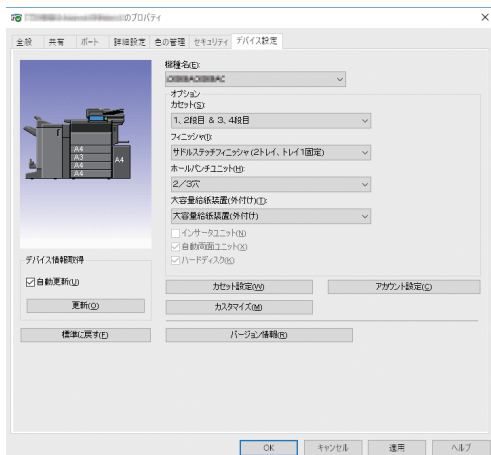 のプロパティ
全般 共有 ポート 詳細設定 色の管理 セキュリティ デバイス設定
機種名(E):
オプション
カセット(S):
1、2段目 & 3、4段目
フィニッシャ(I):
サドルステッチフィニッシャ(2トレイ、トレイ1固定)
ホールパンチユニット(H):
2/3穴
大容量給紙装置(外付け)(T):
大容量給紙装置(外付け)
インサータユニット(N)
自動両面ユニット(X)
ハードディスク(K)
A4
A3
A4
A4
A4
デバイス情報取得
自動更新(U)
更新(O)
標準に戻す(F)
カセット設定(W) アカウント設定(C)
カスタマイズ(M)
バージョン情報(R)
OK キャンセル 適用 ヘルプ